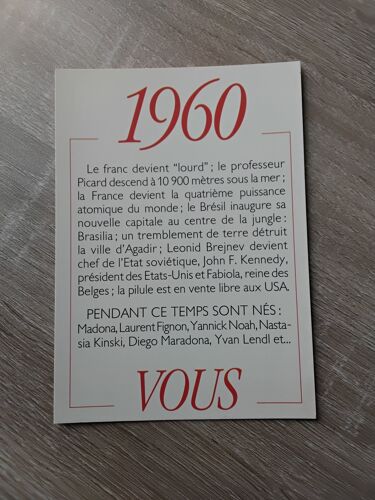 1960
Le franc devient “lourd” ; le professeur
Picard descend à 10 900 mètres sous la mer ;
la France devient la quatrième puissance
atomique du monde ; le Brésil inaugure sa
nouvelle capitale au centre de la jungle :
Brasilia ; un tremblement de terre détruit
la ville d'Agadir ; Leonid Brejnev devient
chef de l'Etat soviétique, John F. Kennedy,
président des Etats-Unis et Fabiola, reine des
Belges ; la pilule est en vente libre aux USA.
PENDANT CE TEMPS SONT NÉS :
Madona, Laurent Fignon, Yannick Noah, Nasta-
sia Kinski, Diego Maradona, Yvan Lendl et...
VOUS